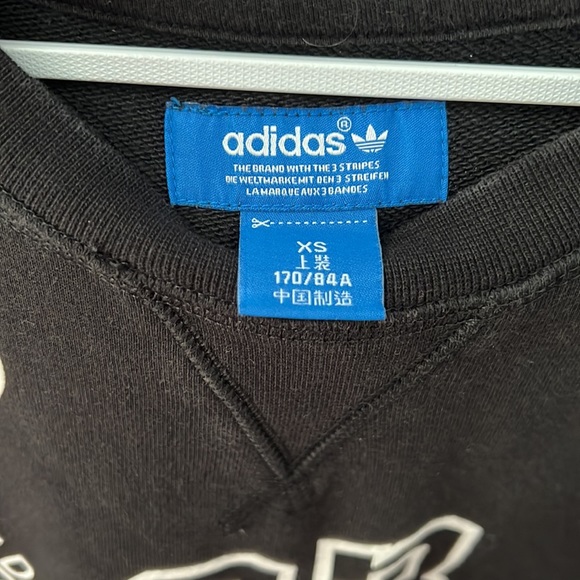 adidas®
THE BRAND WITH THE 3 STRIPES
DIE WELTMARKE MIT DEN 3 STREIFEN
LA MARQUE AUX 3 BANDES
XS
上装
170/84A
中国制造